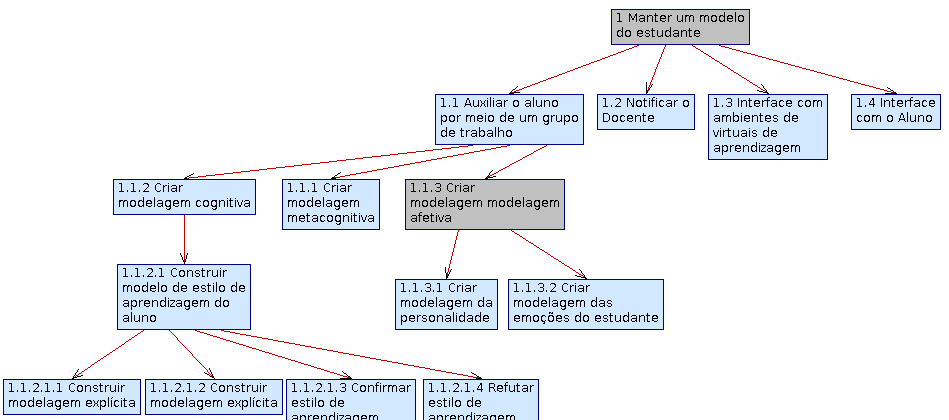 1 Manter um modelo
do estudante
1.1 Auxiliar o aluno
por meio de um grupo
de trabalho
1.2 Notificar o
Docente
1.3 Interface com
ambientes de
virtuais de
aprendizagem
1.4 Interface
com o Aluno
1.1.2 Criar
modelagem cognitiva
1.1.1 Criar
modelagem
metacognitiva
1.1.3 Criar
modelagem modelagem
afetiva
1.1.2.1 Construir
modelo de estilo de
aprendizagem do
aluno
1.1.3.1 Criar
modelagem da
personalidade
1.1.3.2 Criar
modelagem das
emoções do estudante
1.1.2.1.1 Construir
modelagem explícita
1.1.2.1.2 Construir
modelagem explícita
1.1.2.1.3 Confirmar
estilo de
aprendizagem
1.1.2.1.4 Refutar
estilo de
aprendizagem